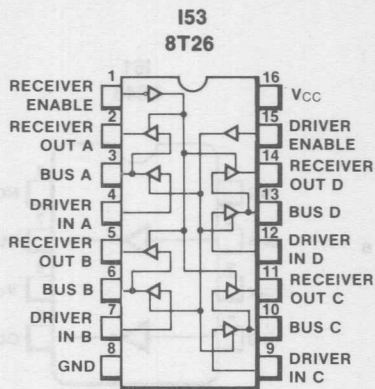 I53
8T26
1
RECEIVER
ENABLE
2
RECEIVER
OUT A
3
BUS A
4
DRIVER
IN A
5
RECEIVER
OUT B
6
BUS B
7
DRIVER
IN B
8
GND
16
VCC
15
DRIVER
ENABLE
14
RECEIVER
OUT D
13
BUS D
12
DRIVER
IN D
11
RECEIVER
OUT C
10
BUS C
9
DRIVER
IN C